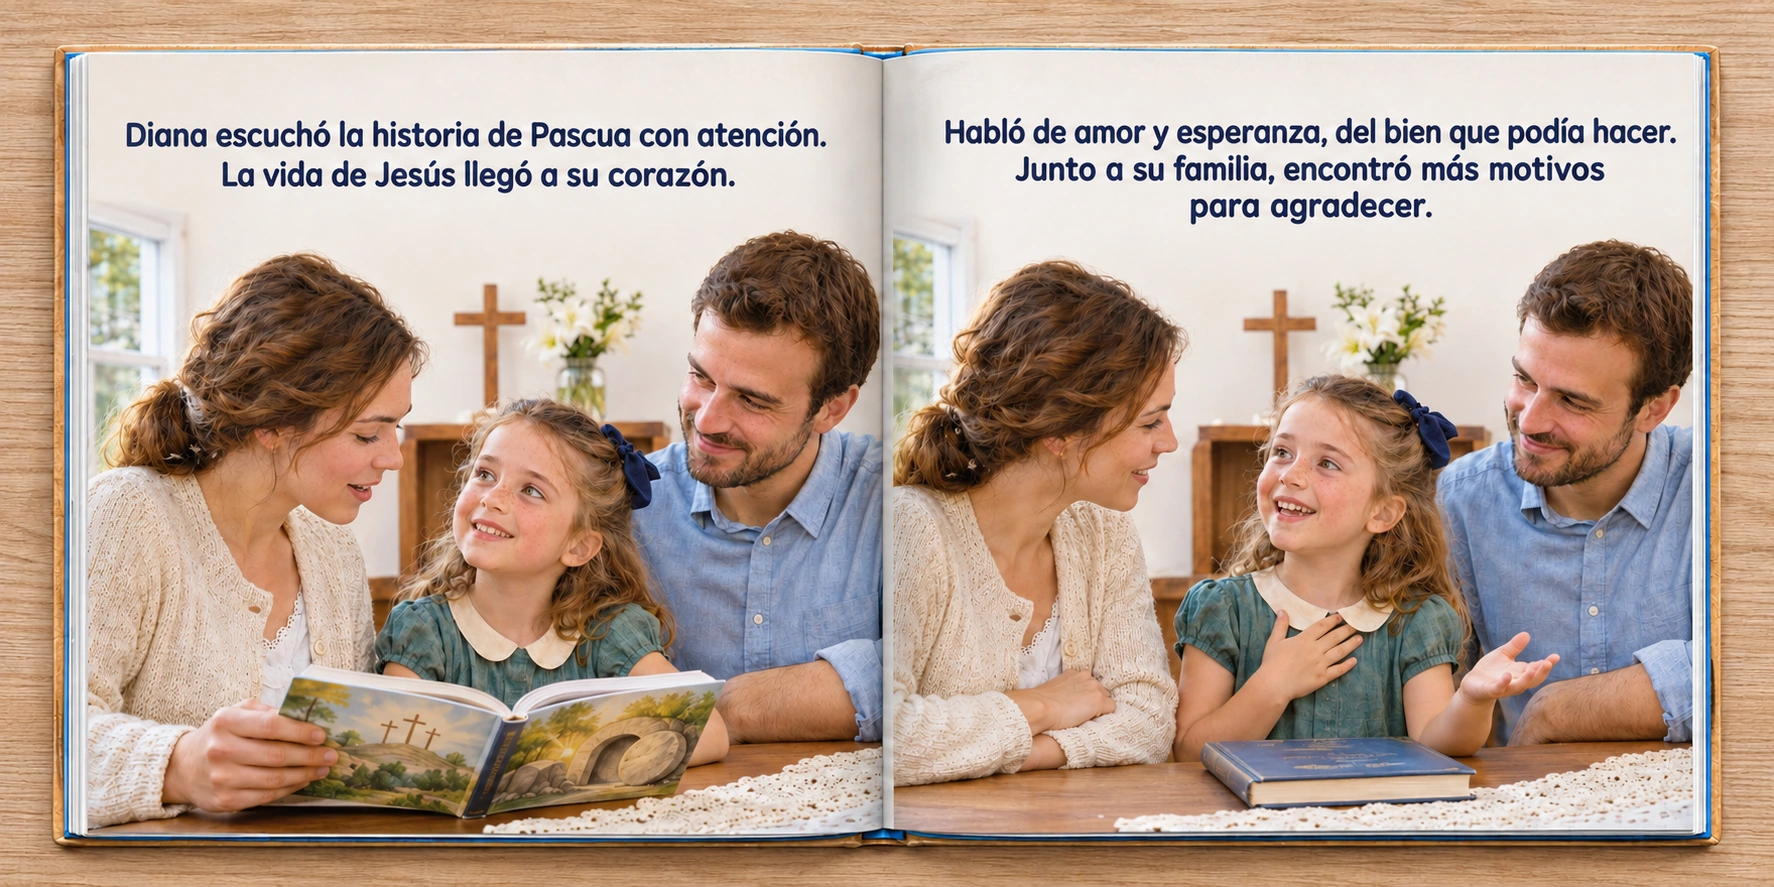 Diana escuchó la historia de Pascua con atención.
La vida de Jesús llegó a su corazón.
Habló de amor y esperanza, del bien que podía hacer.
Junto a su familia, encontró más motivos
para agradecer.